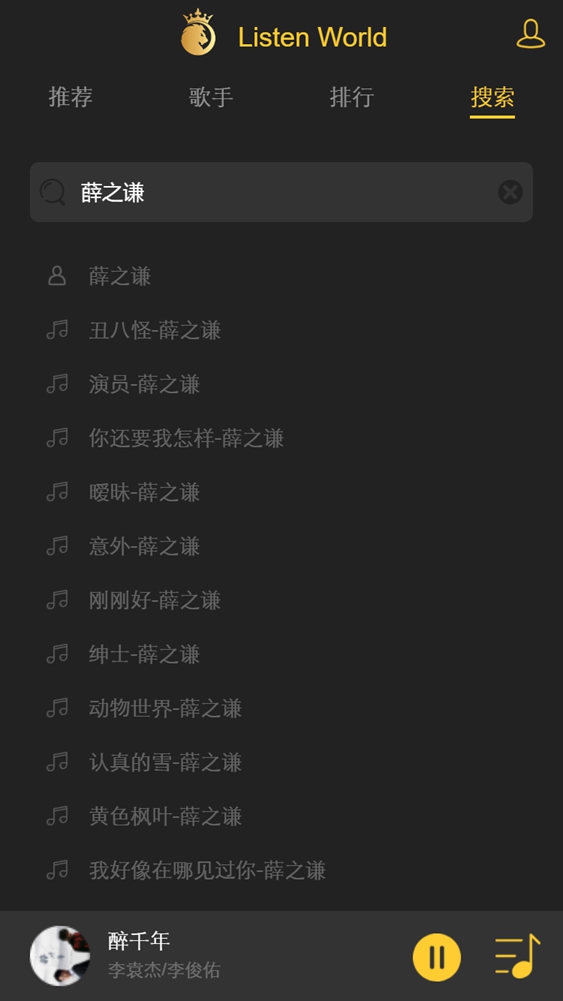 Listen World
推荐 歌手 排行 搜索
薛之谦
薛之谦
丑八怪-薛之谦
演员-薛之谦
你还要我怎样-薛之谦
暧昧-薛之谦
意外-薛之谦
刚刚好-薛之谦
绅士-薛之谦
动物世界-薛之谦
认真的雪-薛之谦
黄色枫叶-薛之谦
我好像在哪见过你-薛之谦
醉千年
李袁杰/李俊佑